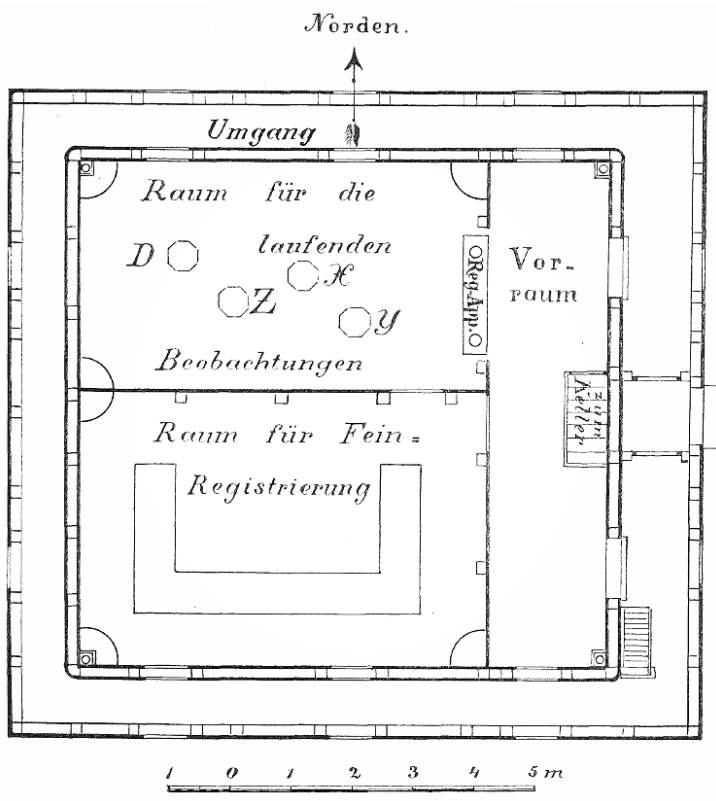 Norden.
Umgang
Raum für die
laufenden
D
Z
X
Y
Reg.App.
Vor-
raum
Beobachtungen
zum
Keller
Raum für Fein=
Registrierung
1 0 1 2 3 4 5 m